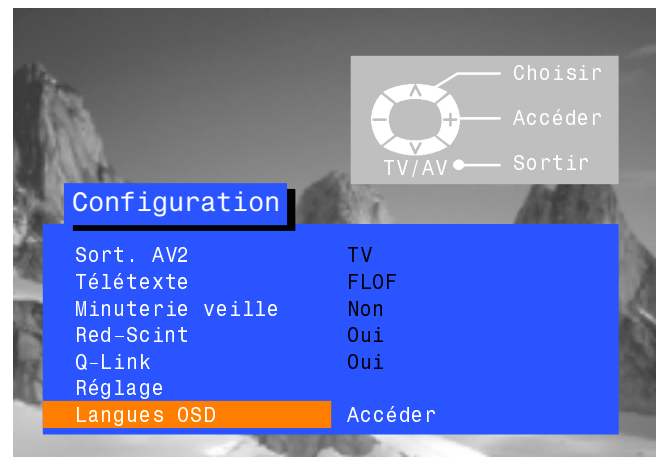 Choisir
Accéder
TV/AV Sortir
Configuration
Sort. AV2 TV
Télétexte FLOF
Minuterie veille Non
Red-Scint Oui
Q-Link Oui
Réglage
Langues OSD Accéder